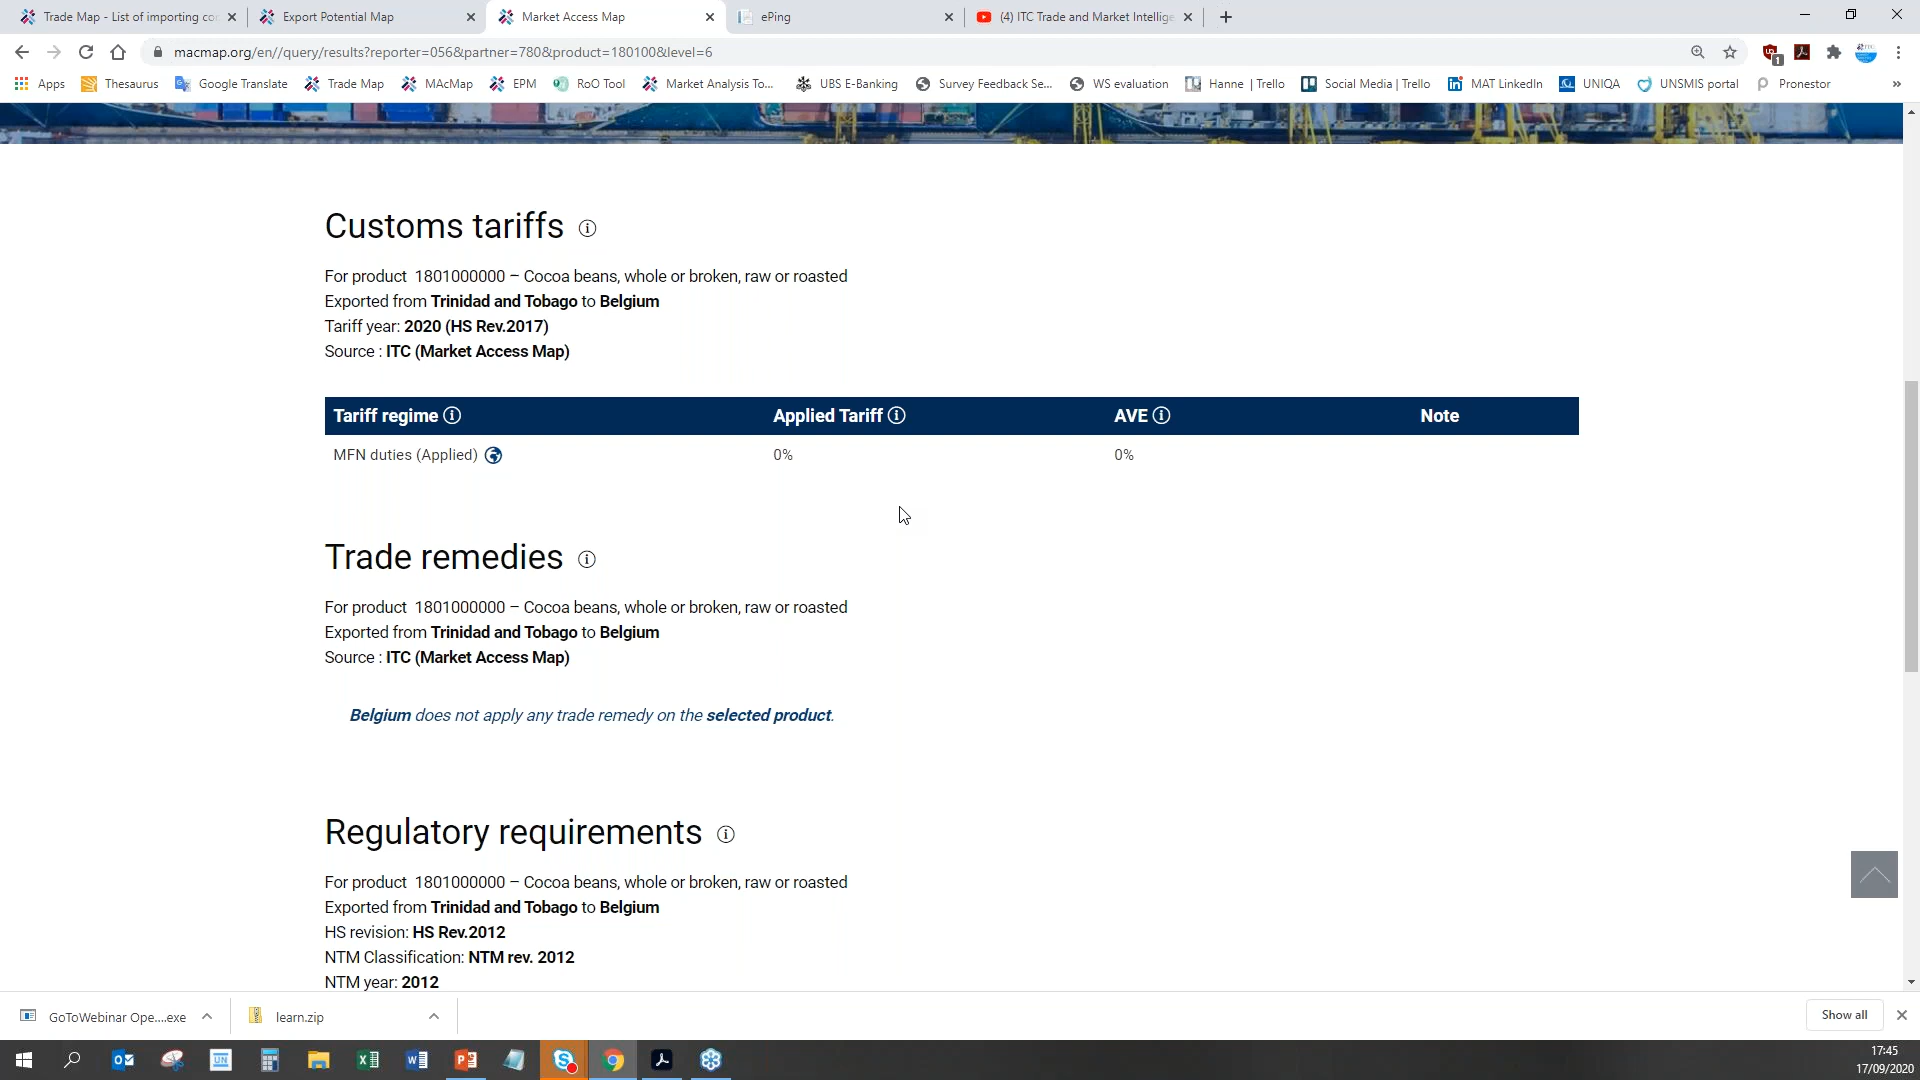 Trade Map - List of importing co
Export Potential Map
Market Access Map
ePing
(4) ITC Trade and Market Intellige
macmap.org/en//query/results?reporter=056&partner=780&product=180100&level=6
1
Apps
Thesaurus
Google Translate
Trade Map
MAcMap
EPM
RoO Tool
Market Analysis To...
UBS E-Banking
Survey Feedback Se...
WS evaluation
Hanne | Trello
Social Media | Trello
MAT LinkedIn
UNIQA
UNSMIS portal
Pronestor
»
Customs tariffs
For product 1801000000 – Cocoa beans, whole or broken, raw or roasted
Exported from Trinidad and Tobago to Belgium
Tariff year: 2020 (HS Rev.2017)
Source : ITC (Market Access Map)
Tariff regime Applied Tariff AVE Note
MFN duties (Applied) 0% 0%
Trade remedies
For product 1801000000 – Cocoa beans, whole or broken, raw or roasted
Exported from Trinidad and Tobago to Belgium
Source : ITC (Market Access Map)
Belgium does not apply any trade remedy on the selected product.
Regulatory requirements
For product 1801000000 – Cocoa beans, whole or broken, raw or roasted
Exported from Trinidad and Tobago to Belgium
HS revision: HS Rev.2012
NTM Classification: NTM rev. 2012
NTM year: 2012
GoToWebinar Ope....exe
learn.zip
Show all
UN
17:45
17/09/2020